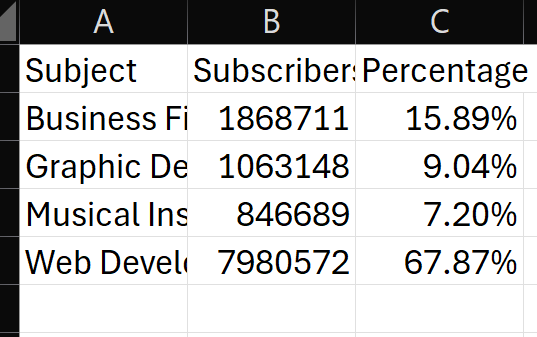 A B C
Subject Subscribers Percentage
Business Fi 1868711 15.89%
Graphic De 1063148 9.04%
Musical Ins 846689 7.20%
Web Develo 7980572 67.87%